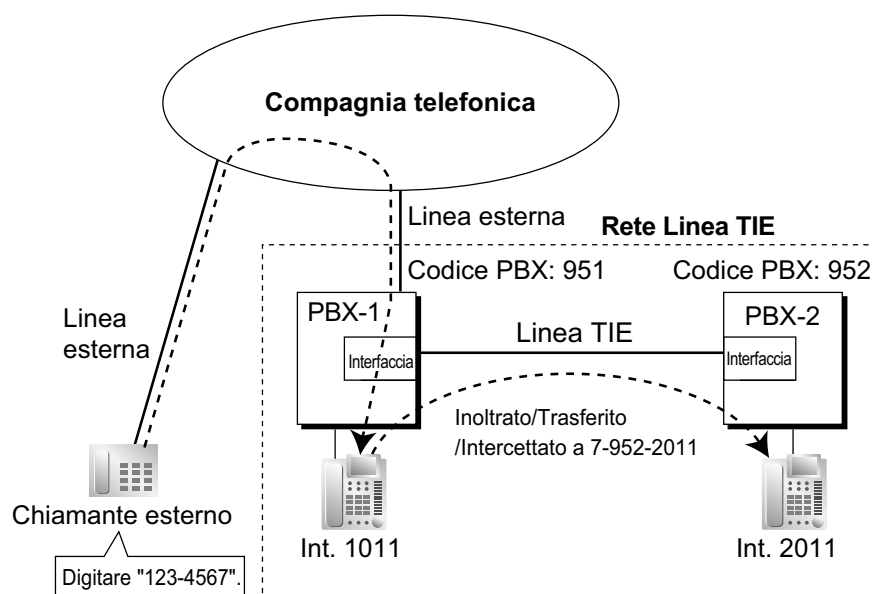 Compagnia telefonica
Linea esterna
Rete Linea TIE
Codice PBX: 951
Codice PBX: 952
PBX-1
PBX-2
Linea
esterna
Linea TIE
Interfaccia
Interfaccia
Inoltrato/Trasferito
/Intercettato a 7-952-2011
Chiamante esterno
Int. 1011
Int. 2011
Digitare "123-4567".